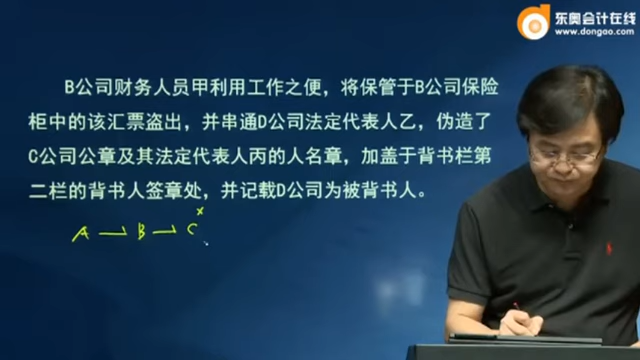 东奥会计在线
www.dongao.com
B公司财务人员甲利用工作之便，将保管于B公司保险
柜中的该汇票盗出，并串通D公司法定代表人乙，伪造了
C公司公章及其法定代表人丙的人名章，加盖于背书栏第
二栏的背书人签章处，并记载D公司为被背书人。
A → B → C x